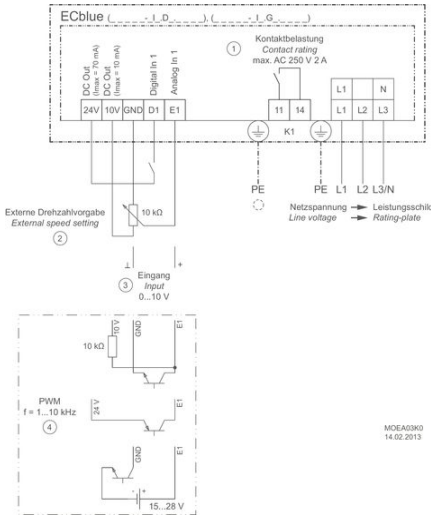 ECblue (_ _ _ _ _ - _ I _ D _ . _ _ _ _ _), (_ _ _ _ _ - _ I _ G _ . _ _ _ _ _)
1
Kontaktbelastung
Contact rating
max. AC 250 V 2 A
DC Out
(Imax = 70 mA)
DC Out
(Imax = 10 mA)
Digital In 1
Analog In 1
L1 N
24V 10V GND D1 E1 11 14 L1 L2 L3
K1
PE PE L1 L2 L3/N
Externe Drehzahlvorgabe
External speed setting
2
10 kΩ
Netzspannung Leistungsschild
Line voltage Rating-plate
⊥ Eingang +
3 Input
0...10 V
10 V GND E1
10 kΩ
PWM
f = 1...10 kHz
4
24 V E1
GND E1
- +
15...28 V
MOEA03K0
14.02.2013